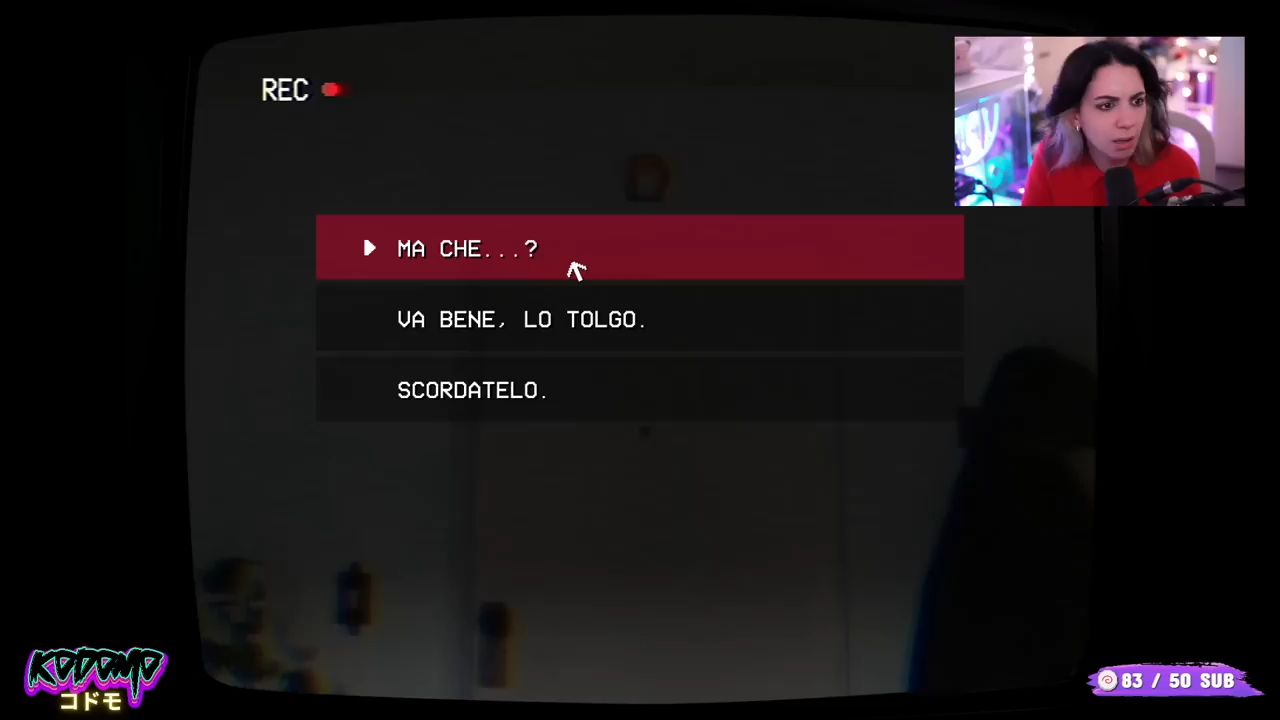 REC
MA CHE...?
VA BENE, LO TOLGO.
SCORDATELO.
KODOMO
コドモ
83 / 50 SUB